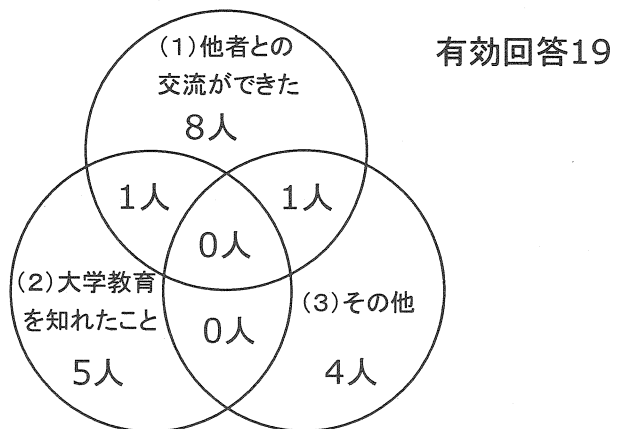 (1)他者との
交流ができた
8人
有効回答19
1人
1人
0人
(2)大学教育
を知れたこと
5人
0人
(3)その他
4人